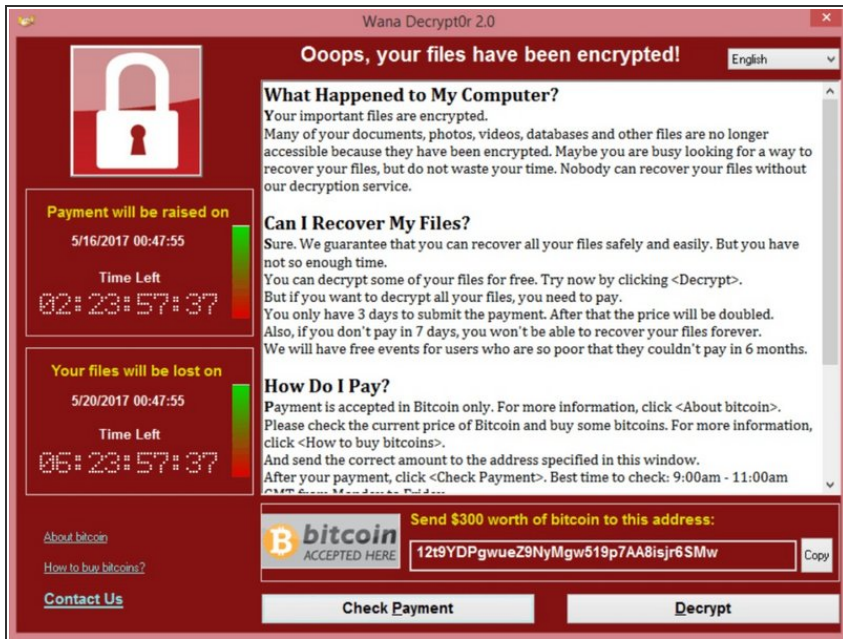 Wana Decrypt0r 2.0
Ooops, your files have been encrypted!
English
Payment will be raised on
5/16/2017 00:47:55
Time Left
02:23:57:37
Your files will be lost on
5/20/2017 00:47:55
Time Left
06:23:57:37
About bitcoin
How to buy bitcoins?
Contact Us
What Happened to My Computer?
Your important files are encrypted.
Many of your documents, photos, videos, databases and other files are no longer
accessible because they have been encrypted. Maybe you are busy looking for a way to
recover your files, but do not waste your time. Nobody can recover your files without
our decryption service.
Can I Recover My Files?
Sure. We guarantee that you can recover all your files safely and easily. But you have
not so enough time.
You can decrypt some of your files for free. Try now by clicking <Decrypt>.
But if you want to decrypt all your files, you need to pay.
You only have 3 days to submit the payment. After that the price will be doubled.
Also, if you don't pay in 7 days, you won't be able to recover your files forever.
We will have free events for users who are so poor that they couldn't pay in 6 months.
How Do I Pay?
Payment is accepted in Bitcoin only. For more information, click <About bitcoin>.
Please check the current price of Bitcoin and buy some bitcoins. For more information,
click <How to buy bitcoins>.
And send the correct amount to the address specified in this window.
After your payment, click <Check Payment>. Best time to check: 9:00am - 11:00am
GMT from Monday to Friday.
bitcoin
ACCEPTED HERE
Send $300 worth of bitcoin to this address:
12t9YDPgwueZ9NyMgw519p7AA8isjr6SMw
Copy
Check Payment
Decrypt